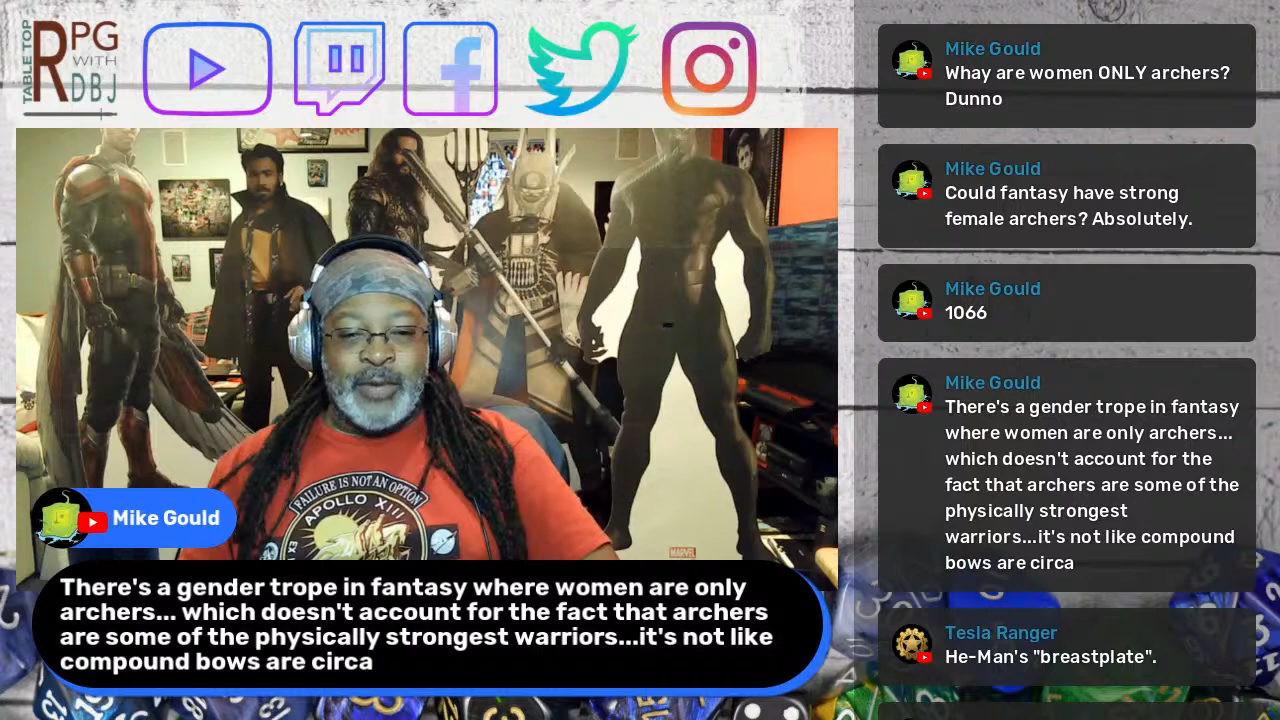 TABLE TOP
RPG
WITH
RDBJ
Mike Gould
Whay are women ONLY archers?
Dunno
Mike Gould
Could fantasy have strong
female archers? Absolutely.
Mike Gould
1066
Mike Gould
There's a gender trope in fantasy
where women are only archers...
which doesn't account for the
fact that archers are some of the
physically strongest
warriors...it's not like compound
bows are circa
Tesla Ranger
He-Man's "breastplate".
FAILURE IS NOT AN OPTION
APOLLO XIII
EX
MARVEL
Mike Gould
There's a gender trope in fantasy where women are only
archers... which doesn't account for the fact that archers
are some of the physically strongest warriors...it's not like
compound bows are circa